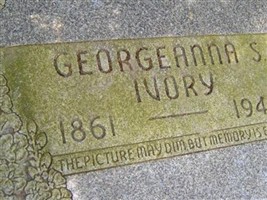 GEORGEANNA S.
IVORY
1861 — 194
THE PICTURE MAY DIM, BUT MEMORY IS